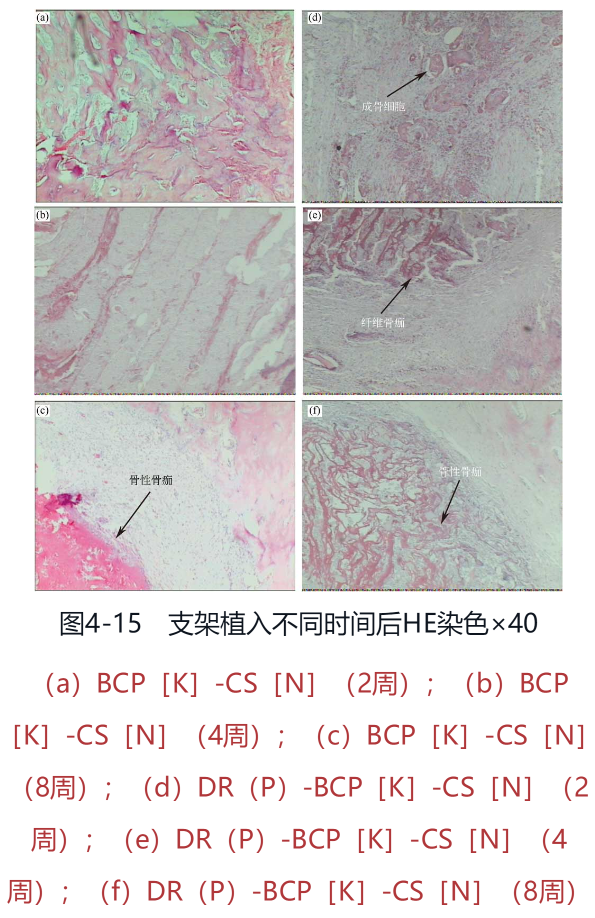 (a)
(d)
成骨细胞
(b)
(e)
纤维骨痂
(c)
骨性骨痂
(f)
骨性骨痂
图4-15 支架植入不同时间后HE染色×40
（a）BCP［K］-CS［N］（2周）；（b）BCP
［K］-CS［N］（4周）；（c）BCP［K］-CS［N］
（8周）；（d）DR（P）-BCP［K］-CS［N］（2
周）；（e）DR（P）-BCP［K］-CS［N］（4
周）；（f）DR（P）-BCP［K］-CS［N］（8周）